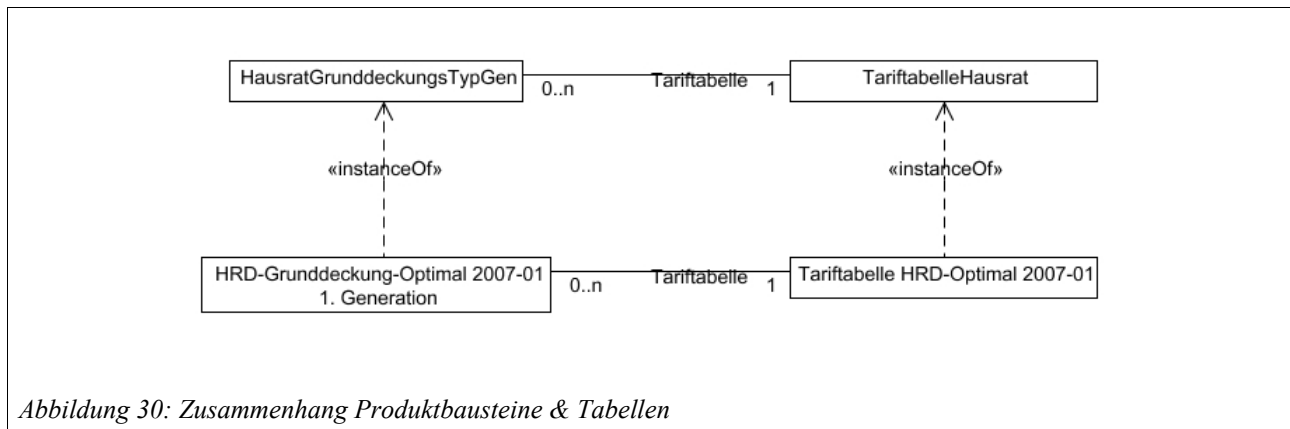 HausratGrunddeckungsTypGen
0..n
Tariftabelle
1
TariftabelleHausrat
«instanceOf»
«instanceOf»
HRD-Grunddeckung-Optimal 2007-01
1. Generation
0..n
Tariftabelle
1
Tariftabelle HRD-Optimal 2007-01
Abbildung 30: Zusammenhang Produktbausteine & Tabellen